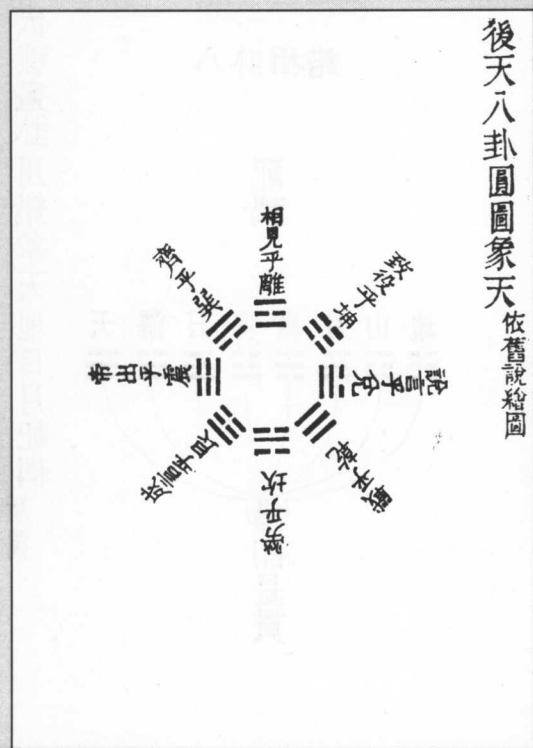 後天八卦圓圖象天
依舊說繪圖
相見乎離
致役乎坤
說言乎兌
戰乎乾
勞乎坎
成言乎艮
帝出乎震
齊乎巽